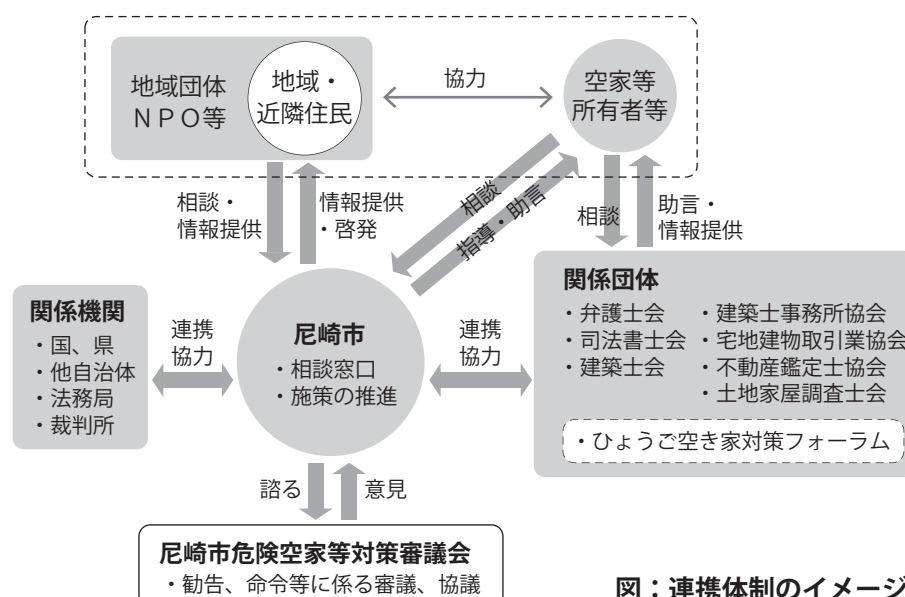 地域団体
ＮＰＯ等
地域・
近隣住民
協力
空家等
所有者等
相談・
情報提供
情報提供
・啓発
相談
指導・助言
相談
助言・
情報提供
関係機関
・国、県
・他自治体
・法務局
・裁判所
連携
協力
尼崎市
・相談窓口
・施策の推進
連携
協力
関係団体
・弁護士会
・司法書士会
・建築士会
・建築士事務所協会
・宅地建物取引業協会
・不動産鑑定士協会
・土地家屋調査士会
・ひょうご空き家対策フォーラム
諮る
意見
尼崎市危険空家等対策審議会
・勧告、命令等に係る審議、協議
図：連携体制のイメージ